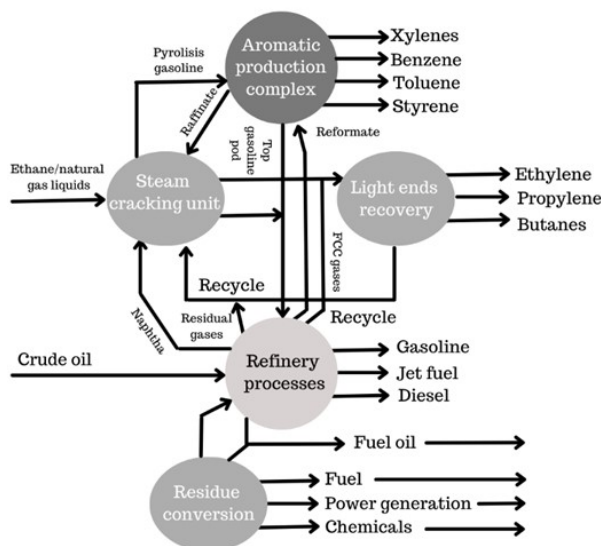 Aromatic
production
complex
Xylenes
Benzene
Toluene
Styrene
Pyrolisis
gasoline
Raffinate
Top
gasoline
pod
Reformate
Ethane/natural
gas liquids
Steam
cracking unit
Light ends
recovery
Ethylene
Propylene
Butanes
FCC gases
Recycle
Recycle
Naphtha
Residual
gases
Crude oil
Refinery
processes
Gasoline
Jet fuel
Diesel
Fuel oil
Residue
conversion
Fuel
Power generation
Chemicals